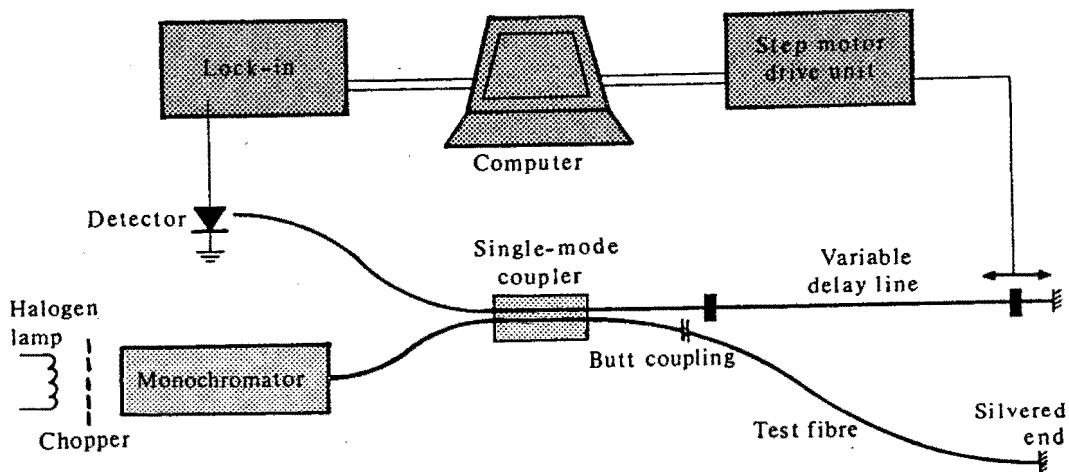 Lock-in
Step motor
drive unit
Computer
Detector
Single-mode
coupler
Variable
delay line
Halogen
lamp
Monochromator
Butt coupling
Chopper
Test fibre
Silvered
end